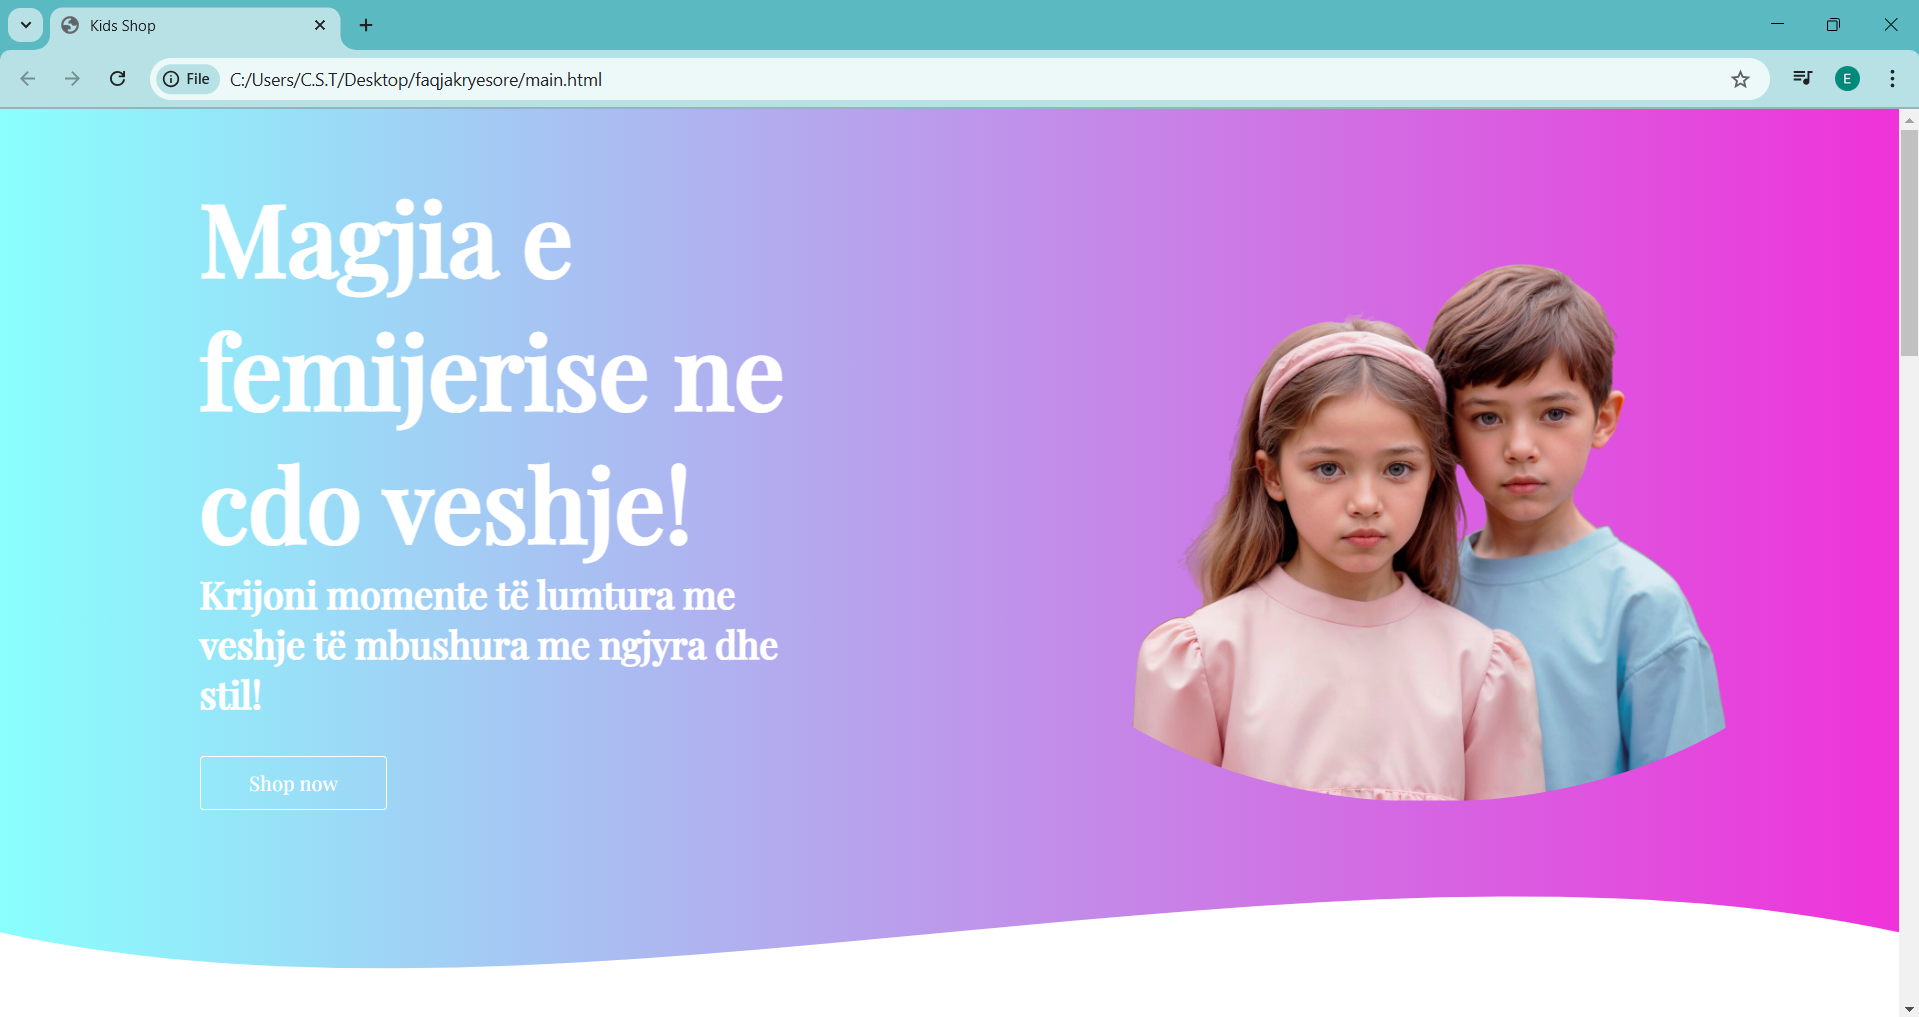 Kids Shop
File
C:/Users/C.S.T/Desktop/faqjakryesore/main.html
E
Magjia e
femijerise ne
cdo veshje!
Krijoni momente të lumtura me
veshje të mbushura me ngjyra dhe
stil!
Shop now